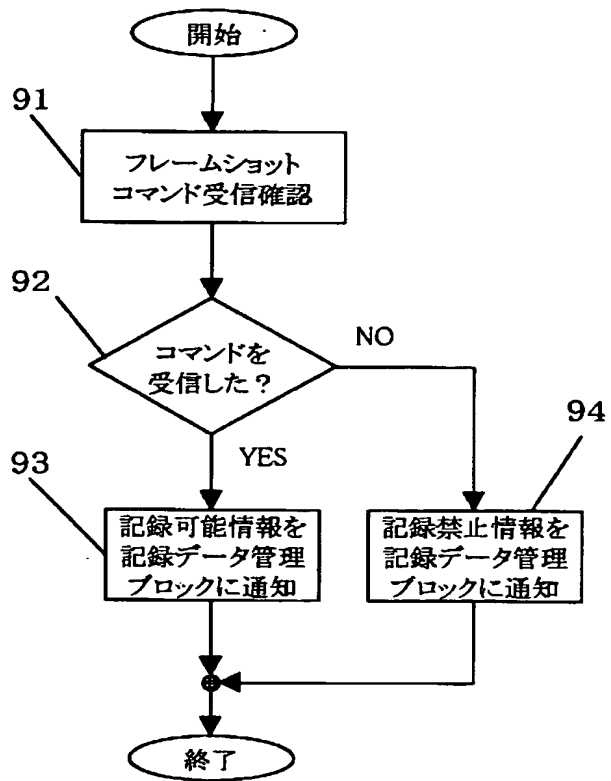 開始
91
フレームショット
コマンド受信確認
92
コマンドを
受信した?
NO
YES
93
記録可能情報を
記録データ管理
ブロックに通知
94
記録禁止情報を
記録データ管理
ブロックに通知
終了